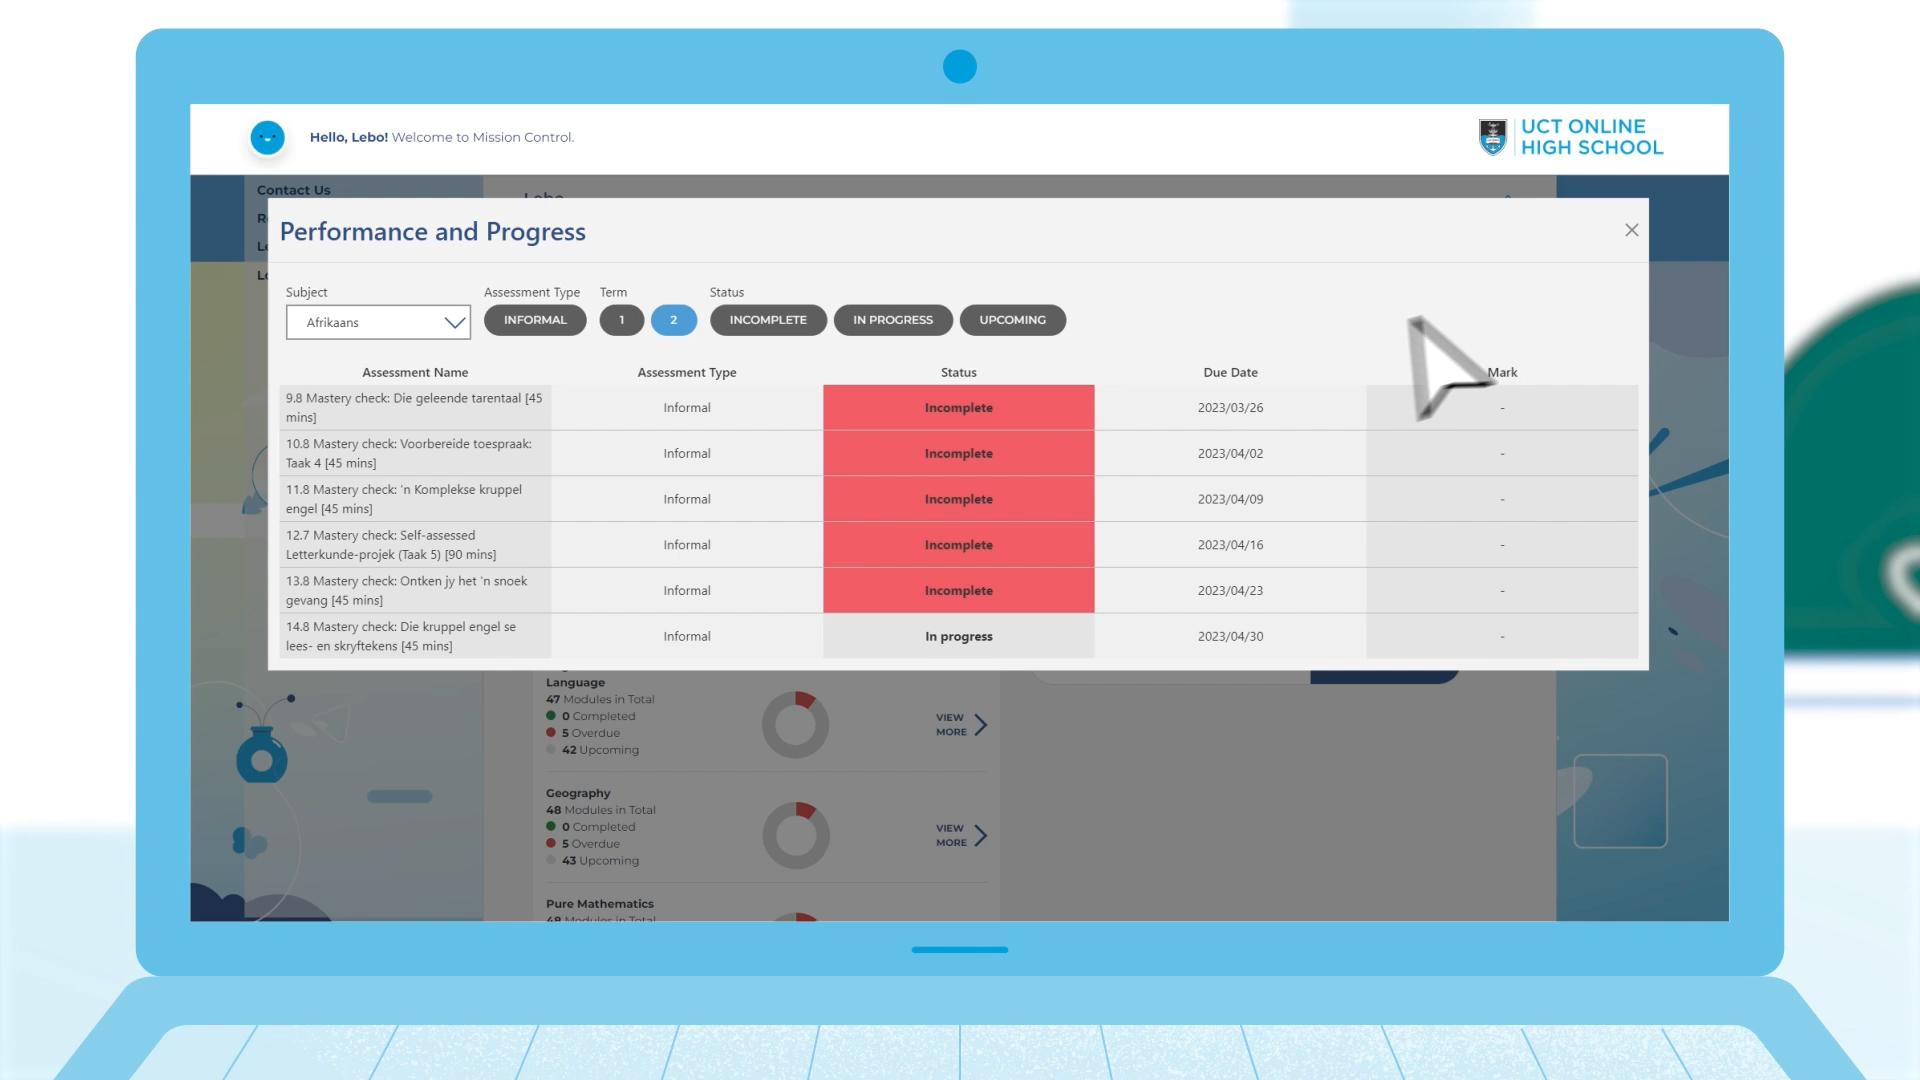 Hello, Lebo! Welcome to Mission Control.
UCT ONLINE
HIGH SCHOOL
Contact Us
Lebo
Performance and Progress
Subject
Assessment Type
Term
Status
Afrikaans
INFORMAL
1
2
INCOMPLETE
IN PROGRESS
UPCOMING
Assessment Name
Assessment Type
Status
Due Date
Mark
9.8 Mastery check: Die geleende tarentaal [45
mins]
Informal
Incomplete
2023/03/26
-
10.8 Mastery check: Voorbereide toespraak:
Taak 4 [45 mins]
Informal
Incomplete
2023/04/02
-
11.8 Mastery check: 'n Komplekse kruppel
engel [45 mins]
Informal
Incomplete
2023/04/09
-
12.7 Mastery check: Self-assessed
Letterkunde-projek (Taak 5) [90 mins]
Informal
Incomplete
2023/04/16
-
13.8 Mastery check: Ontken jy het 'n snoek
gevang [45 mins]
Informal
Incomplete
2023/04/23
-
14.8 Mastery check: Die kruppel engel se
lees- en skryftekens [45 mins]
Informal
In progress
2023/04/30
-
Language
47 Modules in Total
0 Completed
5 Overdue
42 Upcoming
VIEW
MORE
Geography
48 Modules in Total
0 Completed
5 Overdue
43 Upcoming
VIEW
MORE
Pure Mathematics
48 Modules in Total